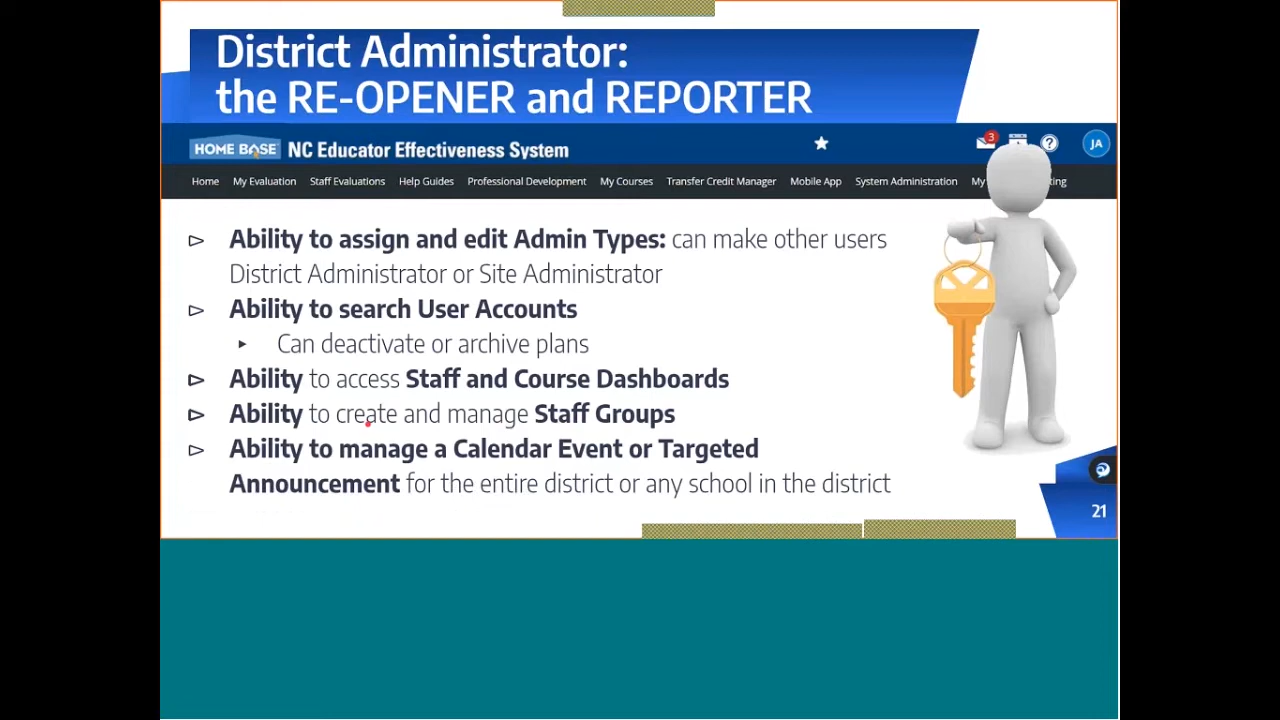 District Administrator:
the RE-OPENER and REPORTER
HOME BASE NC Educator Effectiveness System
3
JA
Home My Evaluation Staff Evaluations Help Guides Professional Development My Courses Transfer Credit Manager Mobile App System Administration My
Ability to assign and edit Admin Types: can make other users
District Administrator or Site Administrator
Ability to search User Accounts
Can deactivate or archive plans
Ability to access Staff and Course Dashboards
Ability to create and manage Staff Groups
Ability to manage a Calendar Event or Targeted
Announcement for the entire district or any school in the district
21